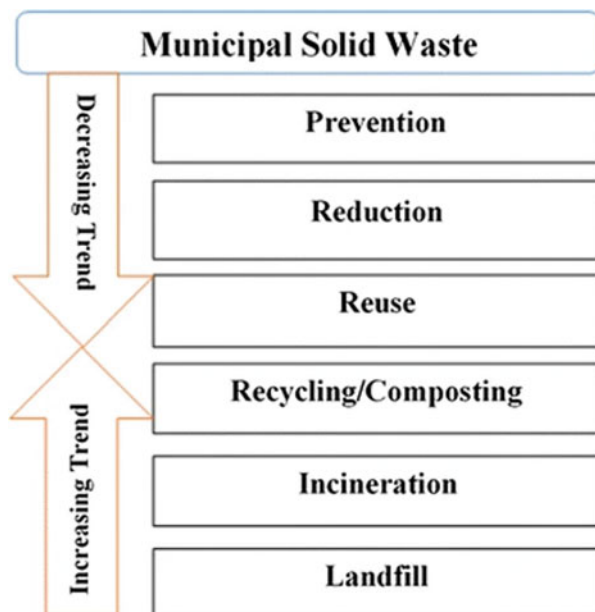 Municipal Solid Waste
Decreasing Trend
Prevention
Reduction
Reuse
Recycling/Composting
Increasing Trend
Incineration
Landfill